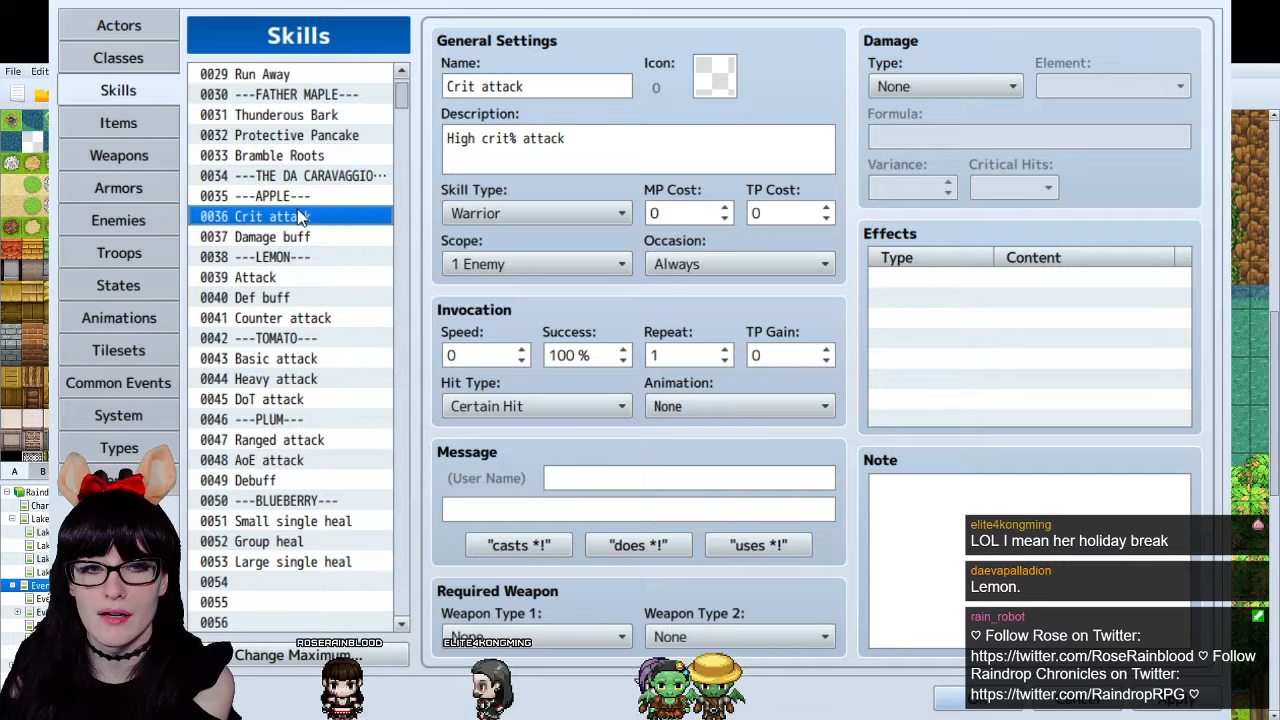 Actors
Classes
Skills
Items
Weapons
Armors
Enemies
Troops
States
Animations
Tilesets
Common Events
System
Types
File Edi
A B
Skills
0029 Run Away
0030 ---FATHER MAPLE---
0031 Thunderous Bark
0032 Protective Pancake
0033 Bramble Roots
0034 ---THE DA CARAVAGGIO…
0035 ---APPLE---
0036 Crit attack
0037 Damage buff
0038 ---LEMON---
0039 Attack
0040 Def buff
0041 Counter attack
0042 ---TOMATO---
0043 Basic attack
0044 Heavy attack
0045 DoT attack
0046 ---PLUM---
0047 Ranged attack
0048 AoE attack
0049 Debuff
0050 ---BLUEBERRY---
0051 Small single heal
0052 Group heal
0053 Large single heal
0054
0055
0056
Change Maximum...
General Settings
Name:
Crit attack
Icon:
0
Description:
High crit% attack
Skill Type:
Warrior
MP Cost:
0
TP Cost:
0
Scope:
1 Enemy
Occasion:
Always
Invocation
Speed:
0
Success:
100 %
Repeat:
1
TP Gain:
0
Hit Type:
Certain Hit
Animation:
None
Message
(User Name)
"casts *!"
"does *!"
"uses *!"
Required Weapon
Weapon Type 1:
None
Weapon Type 2:
None
Damage
Type:
None
Element:
Formula:
Variance:
Critical Hits:
Effects
Type Content
Note
ROSERAINBLOOD
ELITE4KONGMING
elite4kongming
LOL I mean her holiday break
daevapalladion
Lemon.
rain_robot
♡ Follow Rose on Twitter:
https://twitter.com/RoseRainblood ♡ Follow
Raindrop Chronicles on Twitter:
https://twitter.com/RaindropRPG ♡